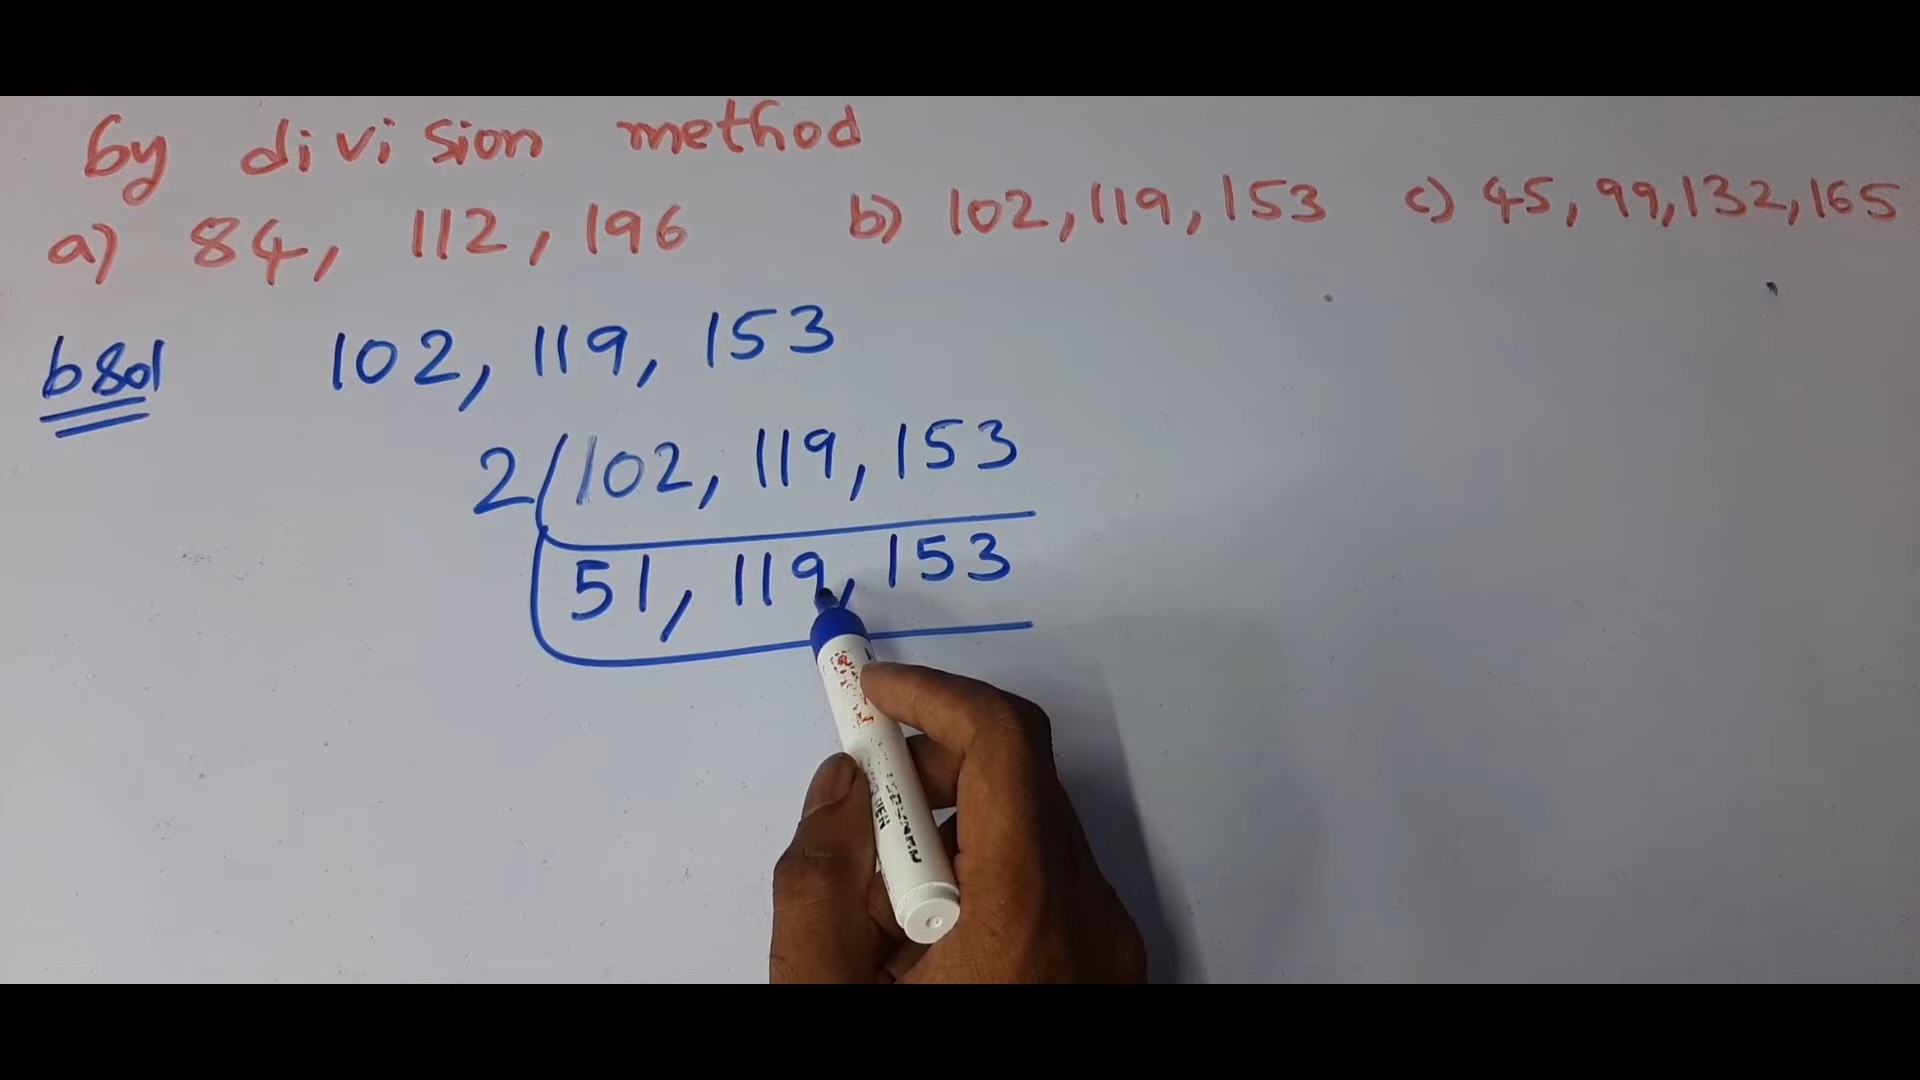 by division method
a) 84, 112, 196 b) 102, 119, 153 c) 45, 99, 132, 165
b sol 102, 119, 153
2 102, 119, 153
51, 119, 153